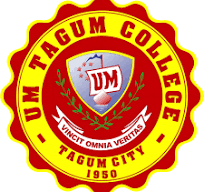 UM TAGUM COLLEGE
UM
VINCIT OMNIA VERITAS
TAGUM CITY
1950